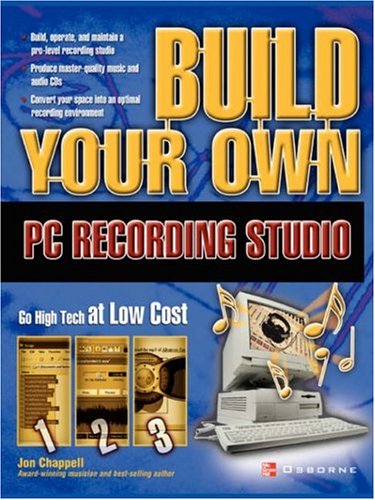 • Build, operate, and maintain a
pro-level recording studio
• Produce master-quality music and
audio CDs
• Convert your space into an optimal
recording environment
BUILD
YOUR OWN
PC RECORDING STUDIO
Go High Tech at Low Cost
1 2 3
Jon Chappell
Award-winning musician and best-selling author
OSBORNE